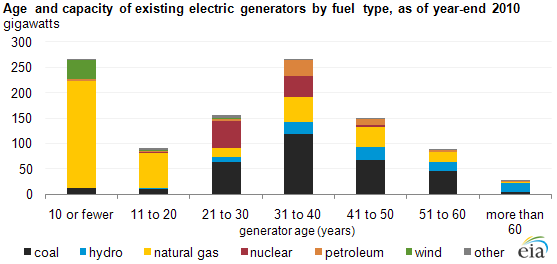 Age and capacity of existing electric generators by fuel type, as of year-end 2010
gigawatts
300
250
200
150
100
50
0
10 or fewer 11 to 20 21 to 30 31 to 40 41 to 50 51 to 60 more than 60
generator age (years)
coal hydro natural gas nuclear petroleum wind other
eia